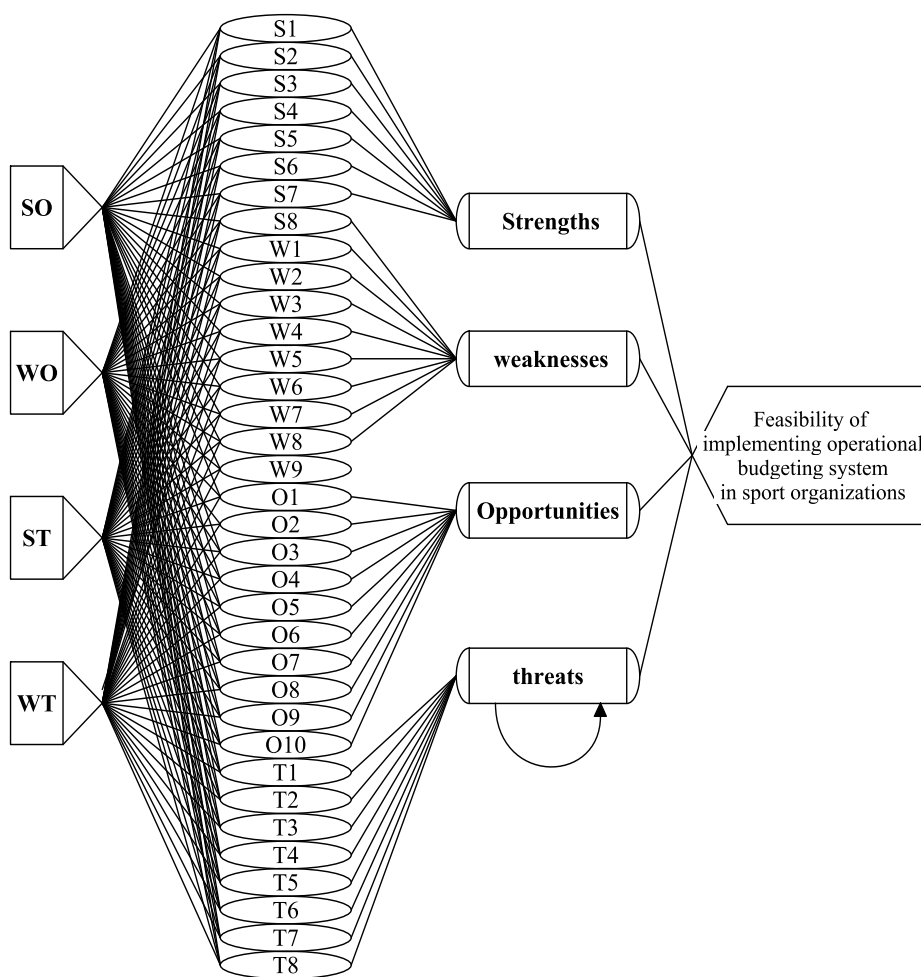 SO
WO
ST
WT
S1
S2
S3
S4
S5
S6
S7
S8
W1
W2
W3
W4
W5
W6
W7
W8
W9
O1
O2
O3
O4
O5
O6
O7
O8
O9
O10
T1
T2
T3
T4
T5
T6
T7
T8
Strengths
weaknesses
Opportunities
threats
Feasibility of
implementing operational
budgeting system
in sport organizations